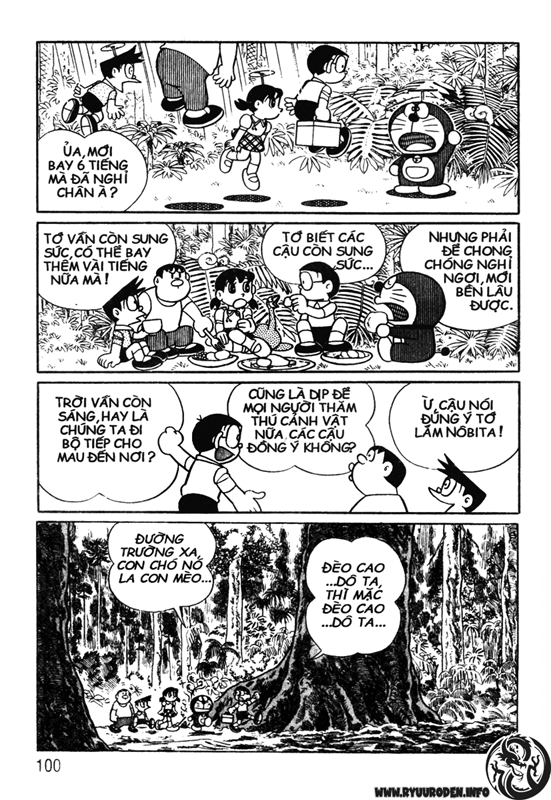 ỦA, MỚI
BAY 6 TIẾNG
MÀ ĐÃ NGHỈ
CHÂN À?
TỚ VẪN CÒN SUNG
SỨC, CÓ THỂ BAY
THÊM VÀI TIẾNG
NỮA MÀ!
TỚ BIẾT CÁC
CẬU CÒN SUNG
SỨC...
NHƯNG PHẢI
ĐỂ CHONG
CHÓNG NGHỈ
NGƠI, MỚI
BỀN LÂU
ĐƯỢC.
TRỜI VẪN CÒN
SÁNG, HAY LÀ
CHÚNG TA ĐI
BỘ TIẾP CHO
MAU ĐẾN NƠI?
CŨNG LÀ DỊP ĐỂ
MỌI NGƯỜI THĂM
THÚ CẢNH VẬT
NỮA. CÁC CẬU
ĐỒNG Ý KHÔNG?
Ừ, CẬU NÓI
ĐÚNG Ý TỚ
LẮM NÔBITA!
ĐƯỜNG
TRƯỜNG XA,
CON CHÓ NÓ
LA CON MÈO...
ĐÈO CAO
...DÔ TA,
THÌ MẶC
ĐÈO CAO
...DÔ TA...
100
WWW.RYUURODEN.INFO